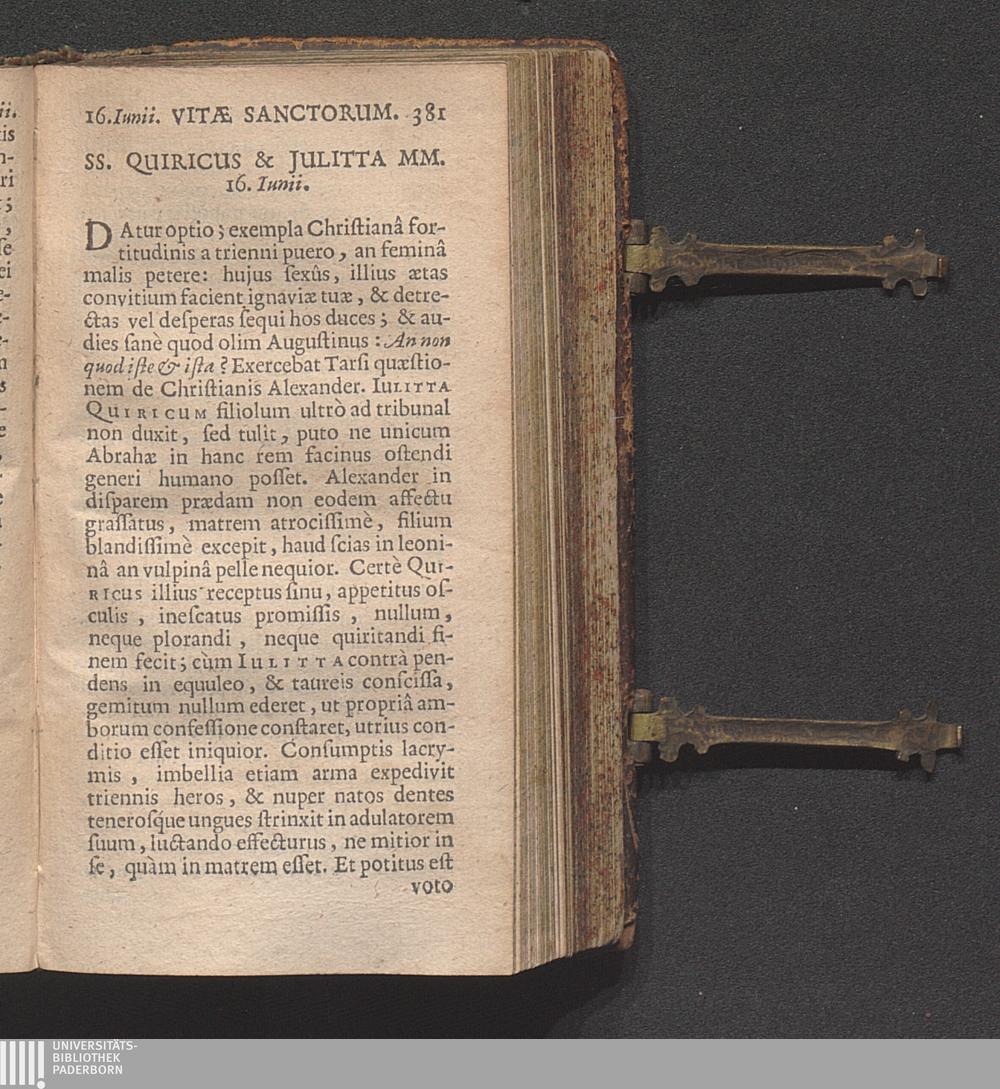 16. Iunii. VITÆ SANCTORUM. 381
SS. QUIRICUS & JULITTA MM.
16. Iunii.
DAtur optio; exempla Chriſtianâ for-
titudinis a trienni puero, an feminâ
malis petere: hujus ſexûs, illius ætas
convitium facient ignaviæ tuæ, & detre-
ctas vel deſperas ſequi hos duces; & au-
dies ſanè quod olim Auguſtinus: An non
quod iſte & iſta? Exercebat Tarſi quæſtio-
nem de Chriſtianis Alexander. IULITTA
QUIRICUM filiolum ultrò ad tribunal
non duxit, ſed tulit, puto ne unicum
Abrahæ in hanc rem facinus oſtendi
generi humano poſſet. Alexander in
diſparem prædam non eodem affectu
graſſatus, matrem atrociſſimè, filium
blandiſſimè excepit, haud ſcias in leoni-
nâ an vulpinâ pelle nequior. Certè QUI-
RICUS illius receptus ſinu, appetitus oſ-
culis, ineſcatus promiſſis, nullum,
neque plorandi, neque quiritandi fi-
nem fecit; cùm IULITTA contrà pen-
dens in equuleo, & taureis conſciſſa,
gemitum nullum ederet, ut propriâ am-
borum confeſſione conſtaret, utrius con-
ditio eſſet iniquior. Conſumptis lacry-
mis, imbellia etiam arma expedivit
triennis heros, & nuper natos dentes
teneroſq́ue ungues ſtrinxit in adulatorem
ſuum, luctando effecturus, ne mitior in
ſe, quàm in matrem eſſet. Et potitus eſt
voto
ii.
tis
n-
ri
;
,
ſe
ei
e-
UNIVERSITÄTS-
BIBLIOTHEK
PADERBORN